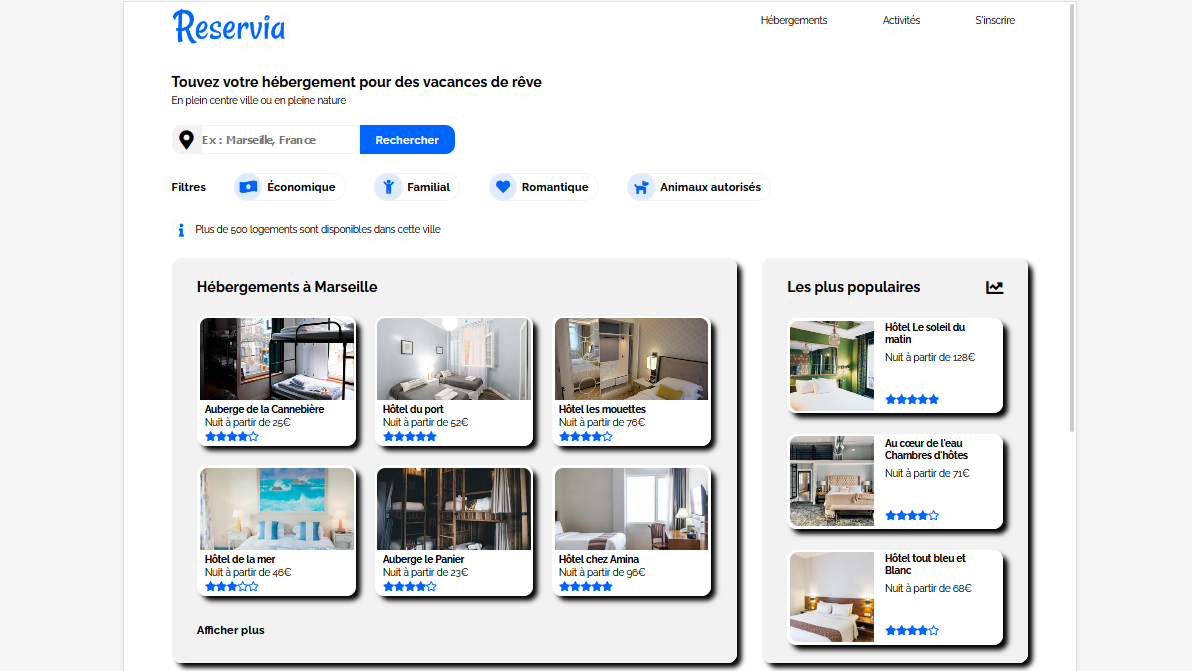 Reservia
Hébergements
Activités
S'inscrire
Touvez votre hébergement pour des vacances de rêve
En plein centre ville ou en pleine nature
Ex : Marseille, France
Rechercher
Filtres
Économique
Familial
Romantique
Animaux autorisés
Plus de 500 logements sont disponibles dans cette ville
Hébergements à Marseille
Auberge de la Cannebière
Nuit à partir de 25€
Hôtel du port
Nuit à partir de 52€
Hôtel les mouettes
Nuit à partir de 76€
Hôtel de la mer
Nuit à partir de 46€
Auberge le Panier
Nuit à partir de 23€
Hôtel chez Amina
Nuit à partir de 96€
Afficher plus
Les plus populaires
Hôtel Le soleil du
matin
Nuit à partir de 128€
Au cœur de l'eau
Chambres d'hôtes
Nuit à partir de 71€
Hôtel tout bleu et
Blanc
Nuit à partir de 68€